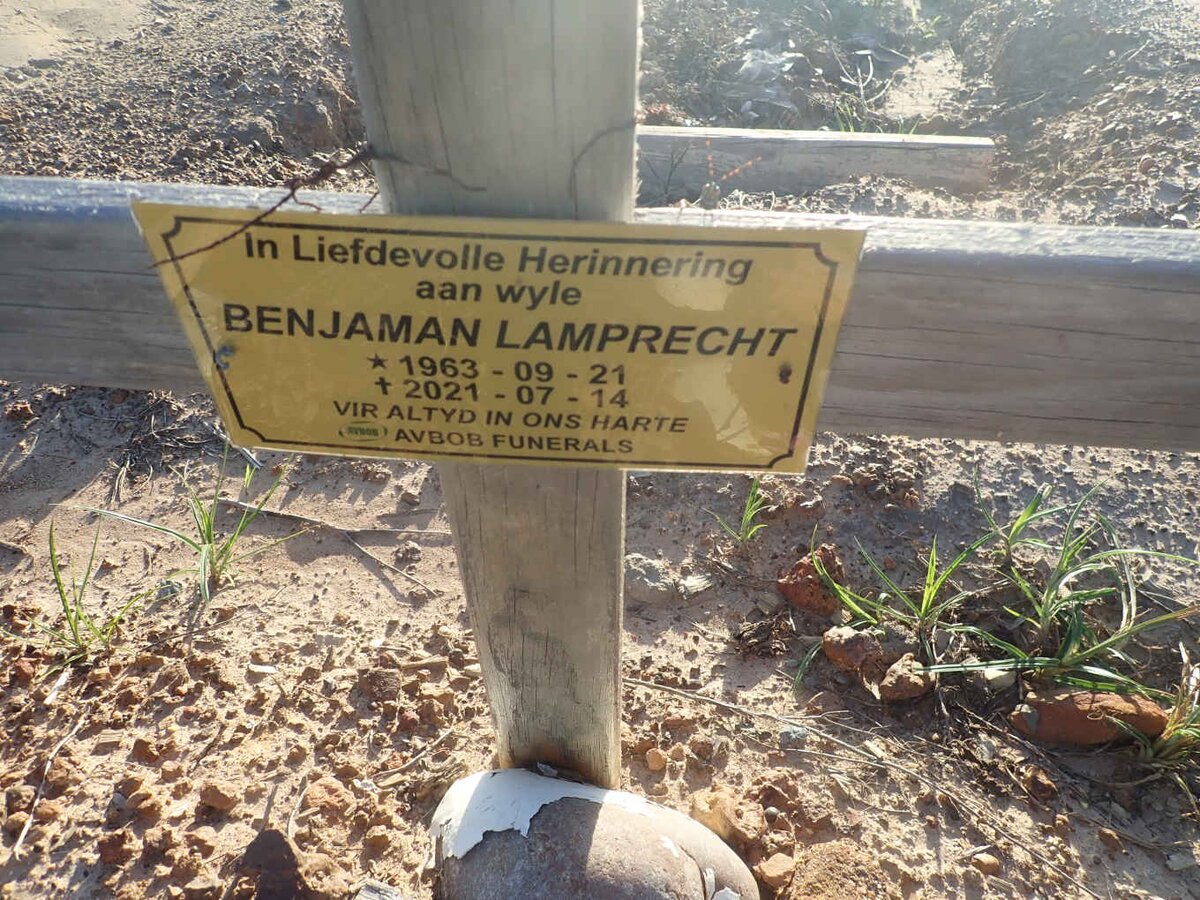 In Liefdevolle Herinnering
aan wyle
BENJAMAN LAMPRECHT
★ 1963 - 09 - 21
✝ 2021 - 07 - 14
VIR ALTYD IN ONS HARTE
AVBOB AVBOB FUNERALS